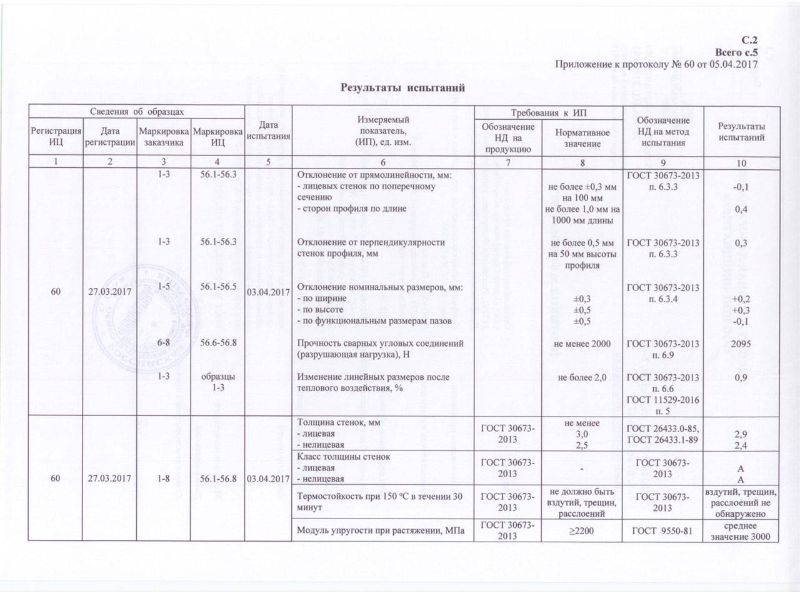 С.2
Всего с.5
Приложение к протоколу № 60 от 05.04.2017
Результаты испытаний
Сведения об образцах
Дата испытания
Измеряемый показатель, (ИП), ед. изм.
Требования к ИП
Обозначение НД на метод испытания
Результаты испытаний
Регистрация ИЦ
Дата регистрации
Маркировка заказчика
Маркировка ИЦ
Обозначение НД на продукцию
Нормативное значение
1 2 3 4 5 6 7 8 9 10
60 27.03.2017 03.04.2017
1-3 56.1-56.3 Отклонение от прямолинейности, мм: ГОСТ 30673-2013
- лицевых стенок по поперечному не более ±0,3 мм п. 6.3.3 -0,1
сечению на 100 мм
- сторон профиля по длине не более 1,0 мм на 0,4
1000 мм длины
1-3 56.1-56.3 Отклонение от перпендикулярности не более 0,5 мм ГОСТ 30673-2013 0,3
стенок профиля, мм на 50 мм высоты п. 6.3.3
профиля
1-5 56.1-56.5 Отклонение номинальных размеров, мм: ГОСТ 30673-2013
- по ширине ±0,3 п. 6.3.4 +0,2
- по высоте ±0,5 +0,3
- по функциональным размерам пазов ±0,5 -0,1
6-8 56.6-56.8 Прочность сварных угловых соединений не менее 2000 ГОСТ 30673-2013 2095
(разрушающая нагрузка), Н п. 6.9
1-3 образцы Изменение линейных размеров после не более 2,0 ГОСТ 30673-2013 0,9
1-3 теплового воздействия, % п. 6.6
ГОСТ 11529-2016
п. 5
60 27.03.2017 1-8 56.1-56.8 03.04.2017
Толщина стенок, мм не менее
- лицевая ГОСТ 30673- 3,0 ГОСТ 26433.0-85, 2,9
- нелицевая 2013 2,5 ГОСТ 26433.1-89 2,4
Класс толщины стенок
- лицевая ГОСТ 30673- - ГОСТ 30673- А
- нелицевая 2013 2013 А
Термостойкость при 150 °С в течении 30 ГОСТ 30673- не должно быть ГОСТ 30673- вздутий, трещин,
минут 2013 вздутий, трещин, 2013 расслоений не
расслоений обнаружено
Модуль упругости при растяжении, МПа ГОСТ 30673- ≥2200 ГОСТ 9550-81 среднее
2013 значение 3000